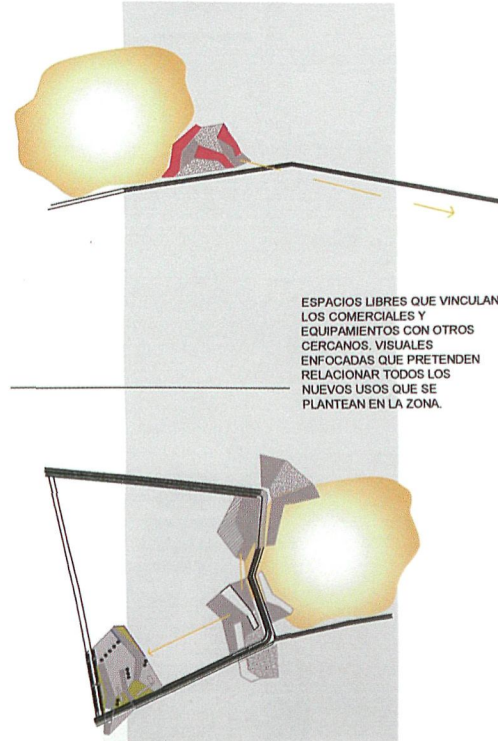 ESPACIOS LIBRES QUE VINCULAN
LOS COMERCIALES Y
EQUIPAMIENTOS CON OTROS
CERCANOS. VISUALES
ENFOCADAS QUE PRETENDEN
RELACIONAR TODOS LOS
NUEVOS USOS QUE SE
PLANTEAN EN LA ZONA.